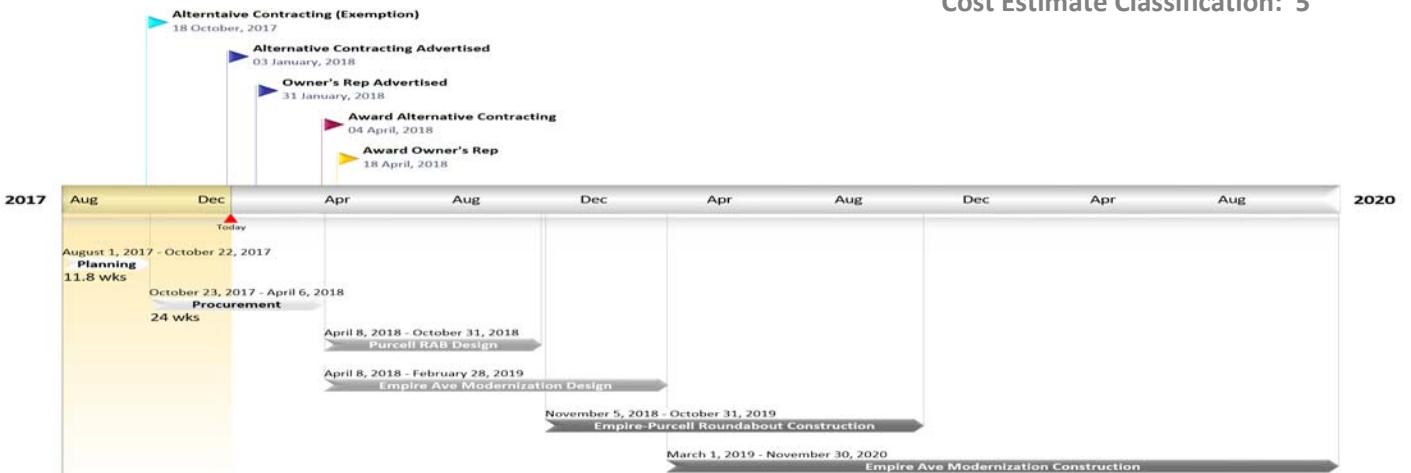 Cost Estimate Classification: 5
Alterntaive Contracting (Exemption)
18 October, 2017
Alternative Contracting Advertised
03 January, 2018
Owner's Rep Advertised
31 January, 2018
Award Alternative Contracting
04 April, 2018
Award Owner's Rep
18 April, 2018
2017 Aug Dec Apr Aug Dec Apr Aug Dec Apr Aug 2020
Today
August 1, 2017 - October 22, 2017
Planning
11.8 wks
October 23, 2017 - April 6, 2018
Procurement
24 wks
April 8, 2018 - October 31, 2018
Purcell RAB Design
April 8, 2018 - February 28, 2019
Empire Ave Modernization Design
November 5, 2018 - October 31, 2019
Empire-Purcell Roundabout Construction
March 1, 2019 - November 30, 2020
Empire Ave Modernization Construction